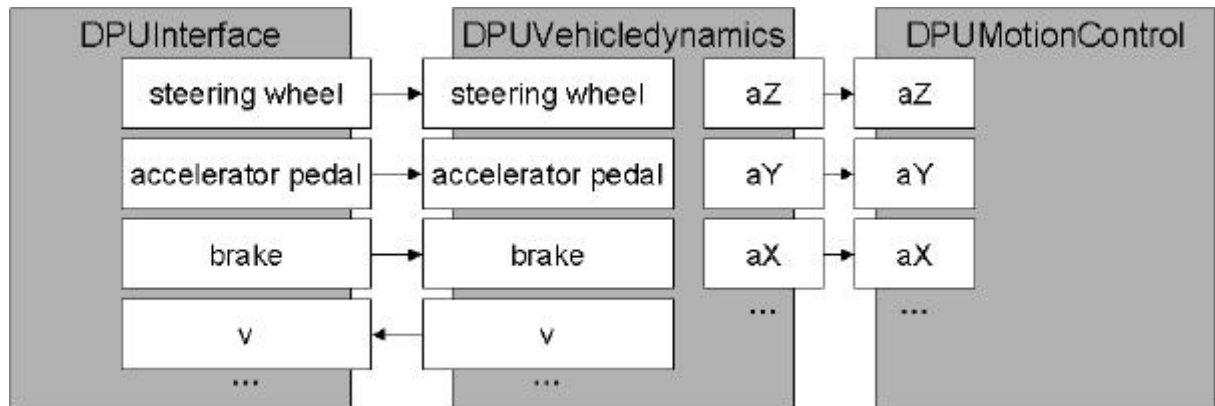 DPUInterface DPUVehicledynamics DPUMotionControl
steering wheel steering wheel aZ aZ
accelerator pedal accelerator pedal aY aY
brake brake aX aX
... ...
v v
... ...